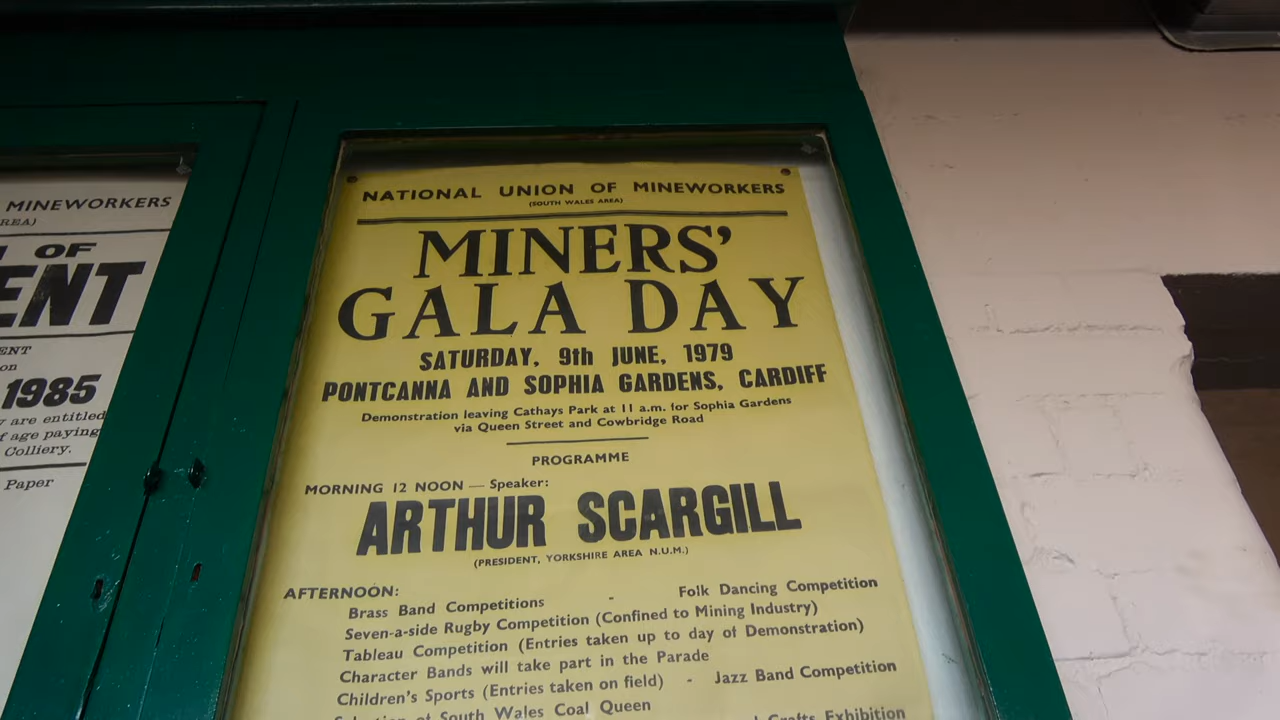 MINEWORKERS
OF
1985
are entitled
age paying
Colliery.
Paper
NATIONAL UNION OF MINEWORKERS
(SOUTH WALES AREA)
MINERS'
GALA DAY
SATURDAY, 9th JUNE, 1979
PONTCANNA AND SOPHIA GARDENS, CARDIFF
Demonstration leaving Cathays Park at 11 a.m. for Sophia Gardens
via Queen Street and Cowbridge Road
PROGRAMME
MORNING 12 NOON — Speaker:
ARTHUR SCARGILL
(PRESIDENT, YORKSHIRE AREA N.U.M.)
AFTERNOON:
Brass Band Competitions - Folk Dancing Competition
Seven-a-side Rugby Competition (Confined to Mining Industry)
Tableau Competition (Entries taken up to day of Demonstration)
Character Bands will take part in the Parade
Children's Sports (Entries taken on field) - Jazz Band Competition
of South Wales Coal Queen
Crafts Exhibition